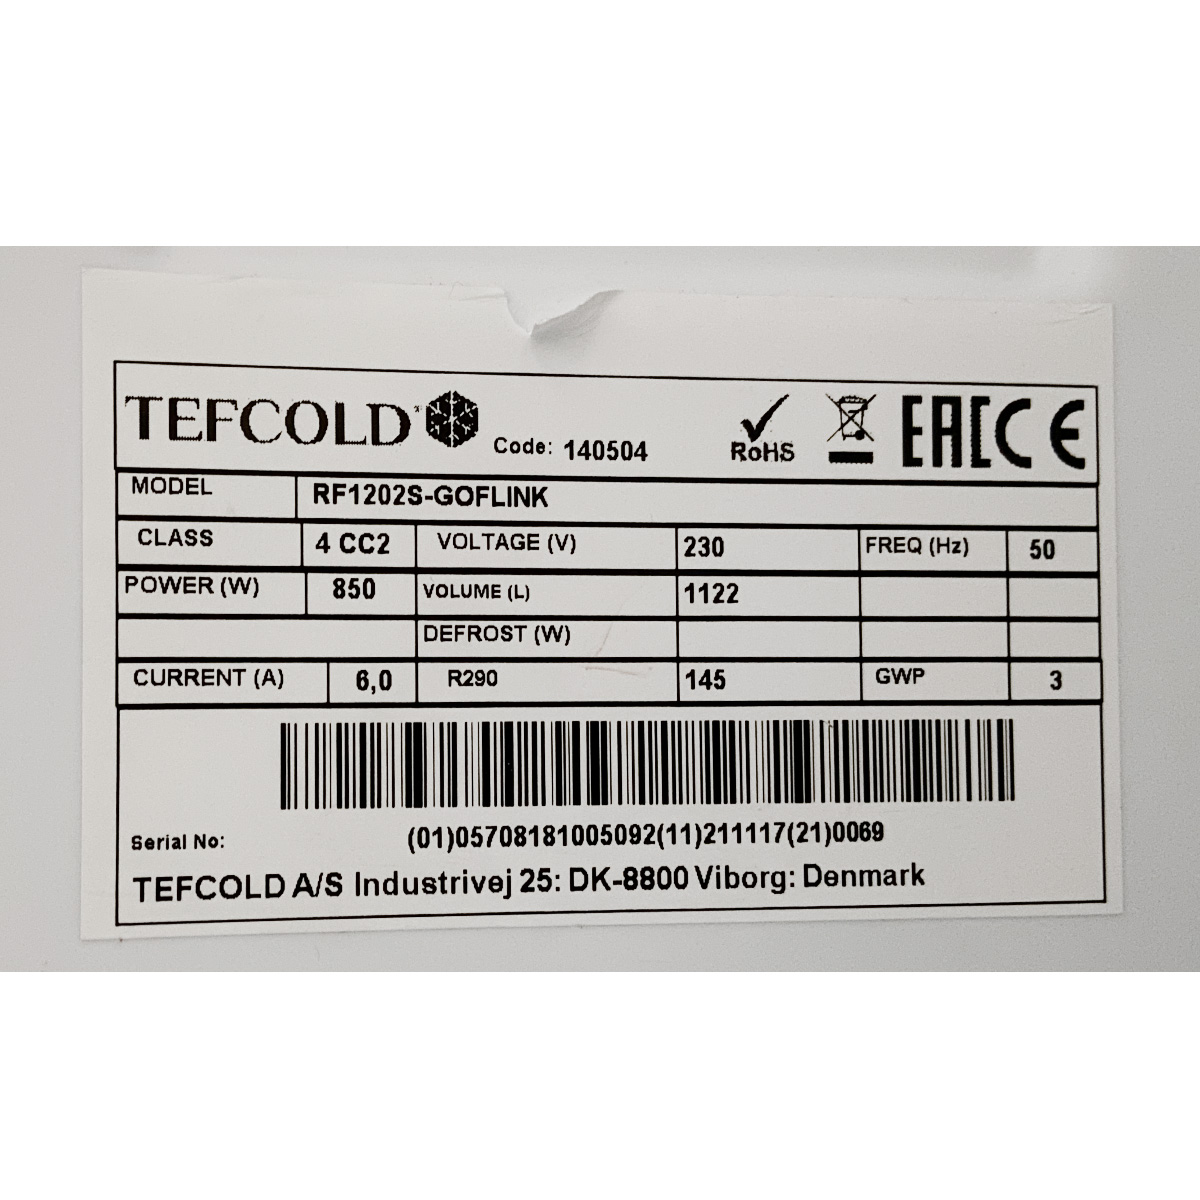 TEFCOLD Code: 140504 RoHS EAC CE
MODEL RF1202S-GOFLINK
CLASS 4 CC2 VOLTAGE (V) 230 FREQ (Hz) 50
POWER (W) 850 VOLUME (L) 1122
DEFROST (W)
CURRENT (A) 6,0 R290 145 GWP 3
Serial No: (01)05708181005092(11)211117(21)0069
TEFCOLD A/S Industrivej 25: DK-8800 Viborg: Denmark